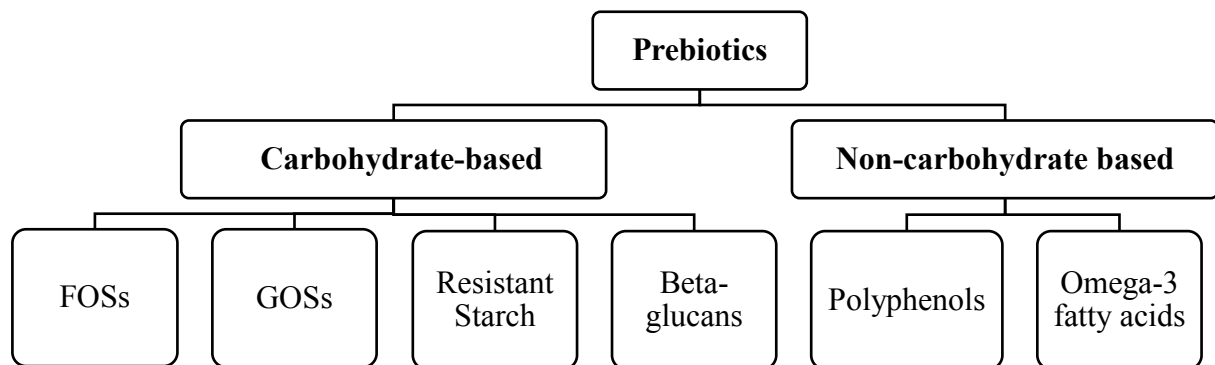 Prebiotics
Carbohydrate-based
Non-carbohydrate based
FOSs
GOSs
Resistant
Starch
Beta-
glucans
Polyphenols
Omega-3
fatty acids